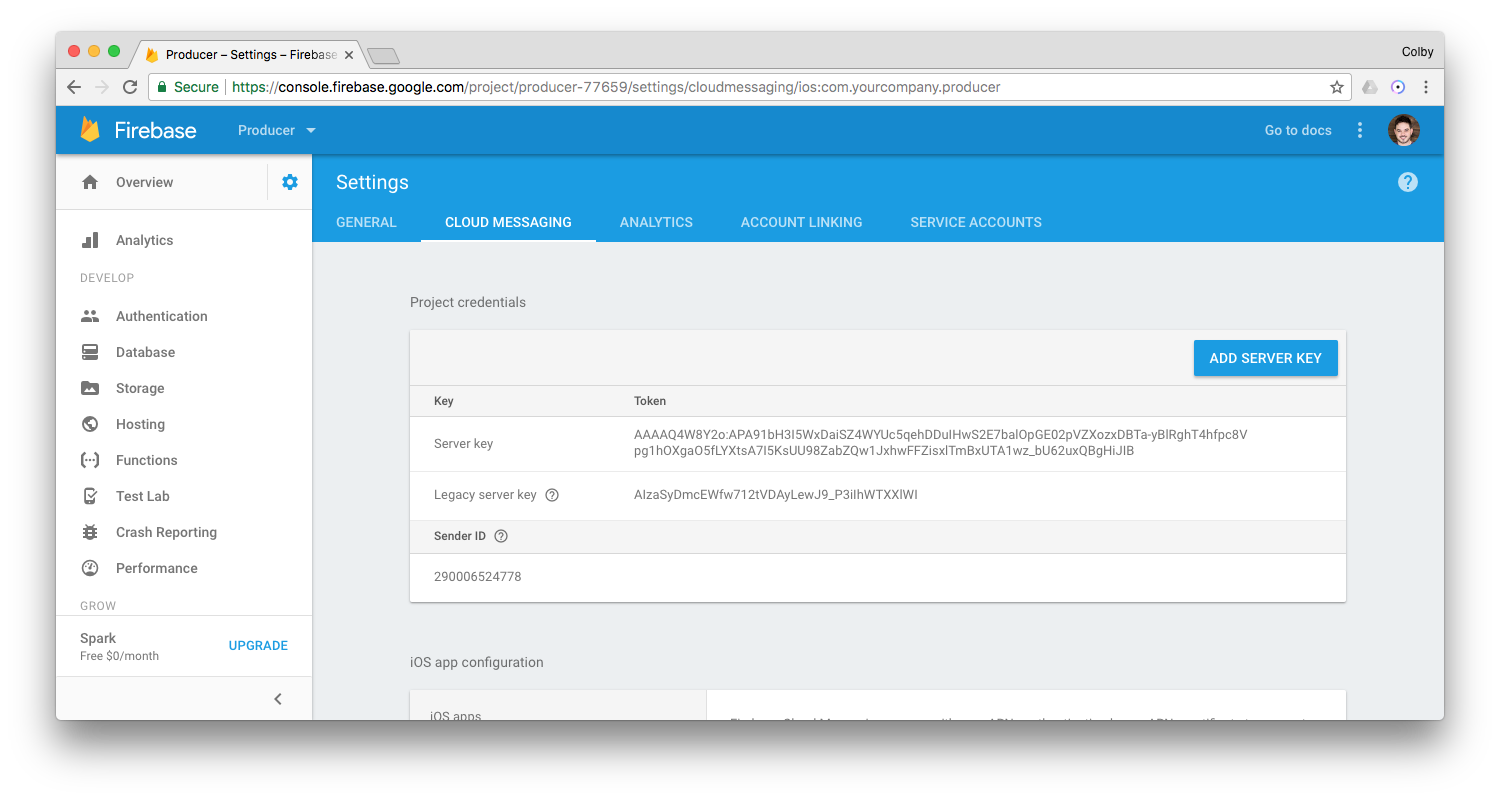 Producer – Settings – Firebase
Colby
Secure
https://console.firebase.google.com/project/producer-77659/settings/cloudmessaging/ios:com.yourcompany.producer
Firebase
Producer
Go to docs
Overview
Settings
GENERAL
CLOUD MESSAGING
ANALYTICS
ACCOUNT LINKING
SERVICE ACCOUNTS
Analytics
DEVELOP
Authentication
Database
Storage
Hosting
Functions
Test Lab
Crash Reporting
Performance
GROW
Spark
Free $0/month
UPGRADE
Project credentials
ADD SERVER KEY
Key Token
Server key
AAAAQ4W8Y2o:APA91bH3I5WxDaiSZ4WYUc5qehDDuIHwS2E7balOpGE02pVZXozxDBTa-yBlRghT4hfpc8V
pg1hOXgaO5fLYXtsA7I5KsUU98ZabZQw1JxhwFFZisxlTmBxUTA1wz_bU62uxQBgHiJIB
Legacy server key
AIzaSyDmcEWfw712tVDAyLewJ9_P3iIhWTXXlWI
Sender ID
290006524778
iOS app configuration
iOS apps